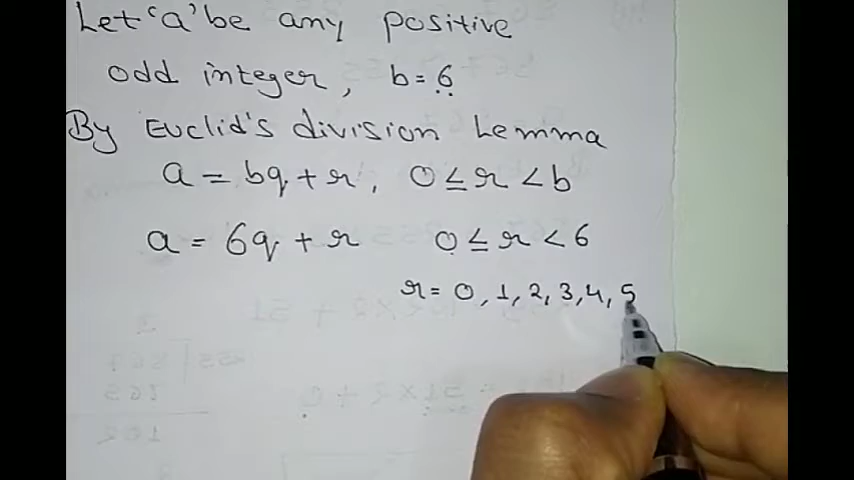 Let 'a' be any positive
odd integer, b = 6
By Euclid's division Lemma
a = bq + r, 0 ≤ r < b
a = 6q + r 0 ≤ r < 6
r = 0, 1, 2, 3, 4, 5